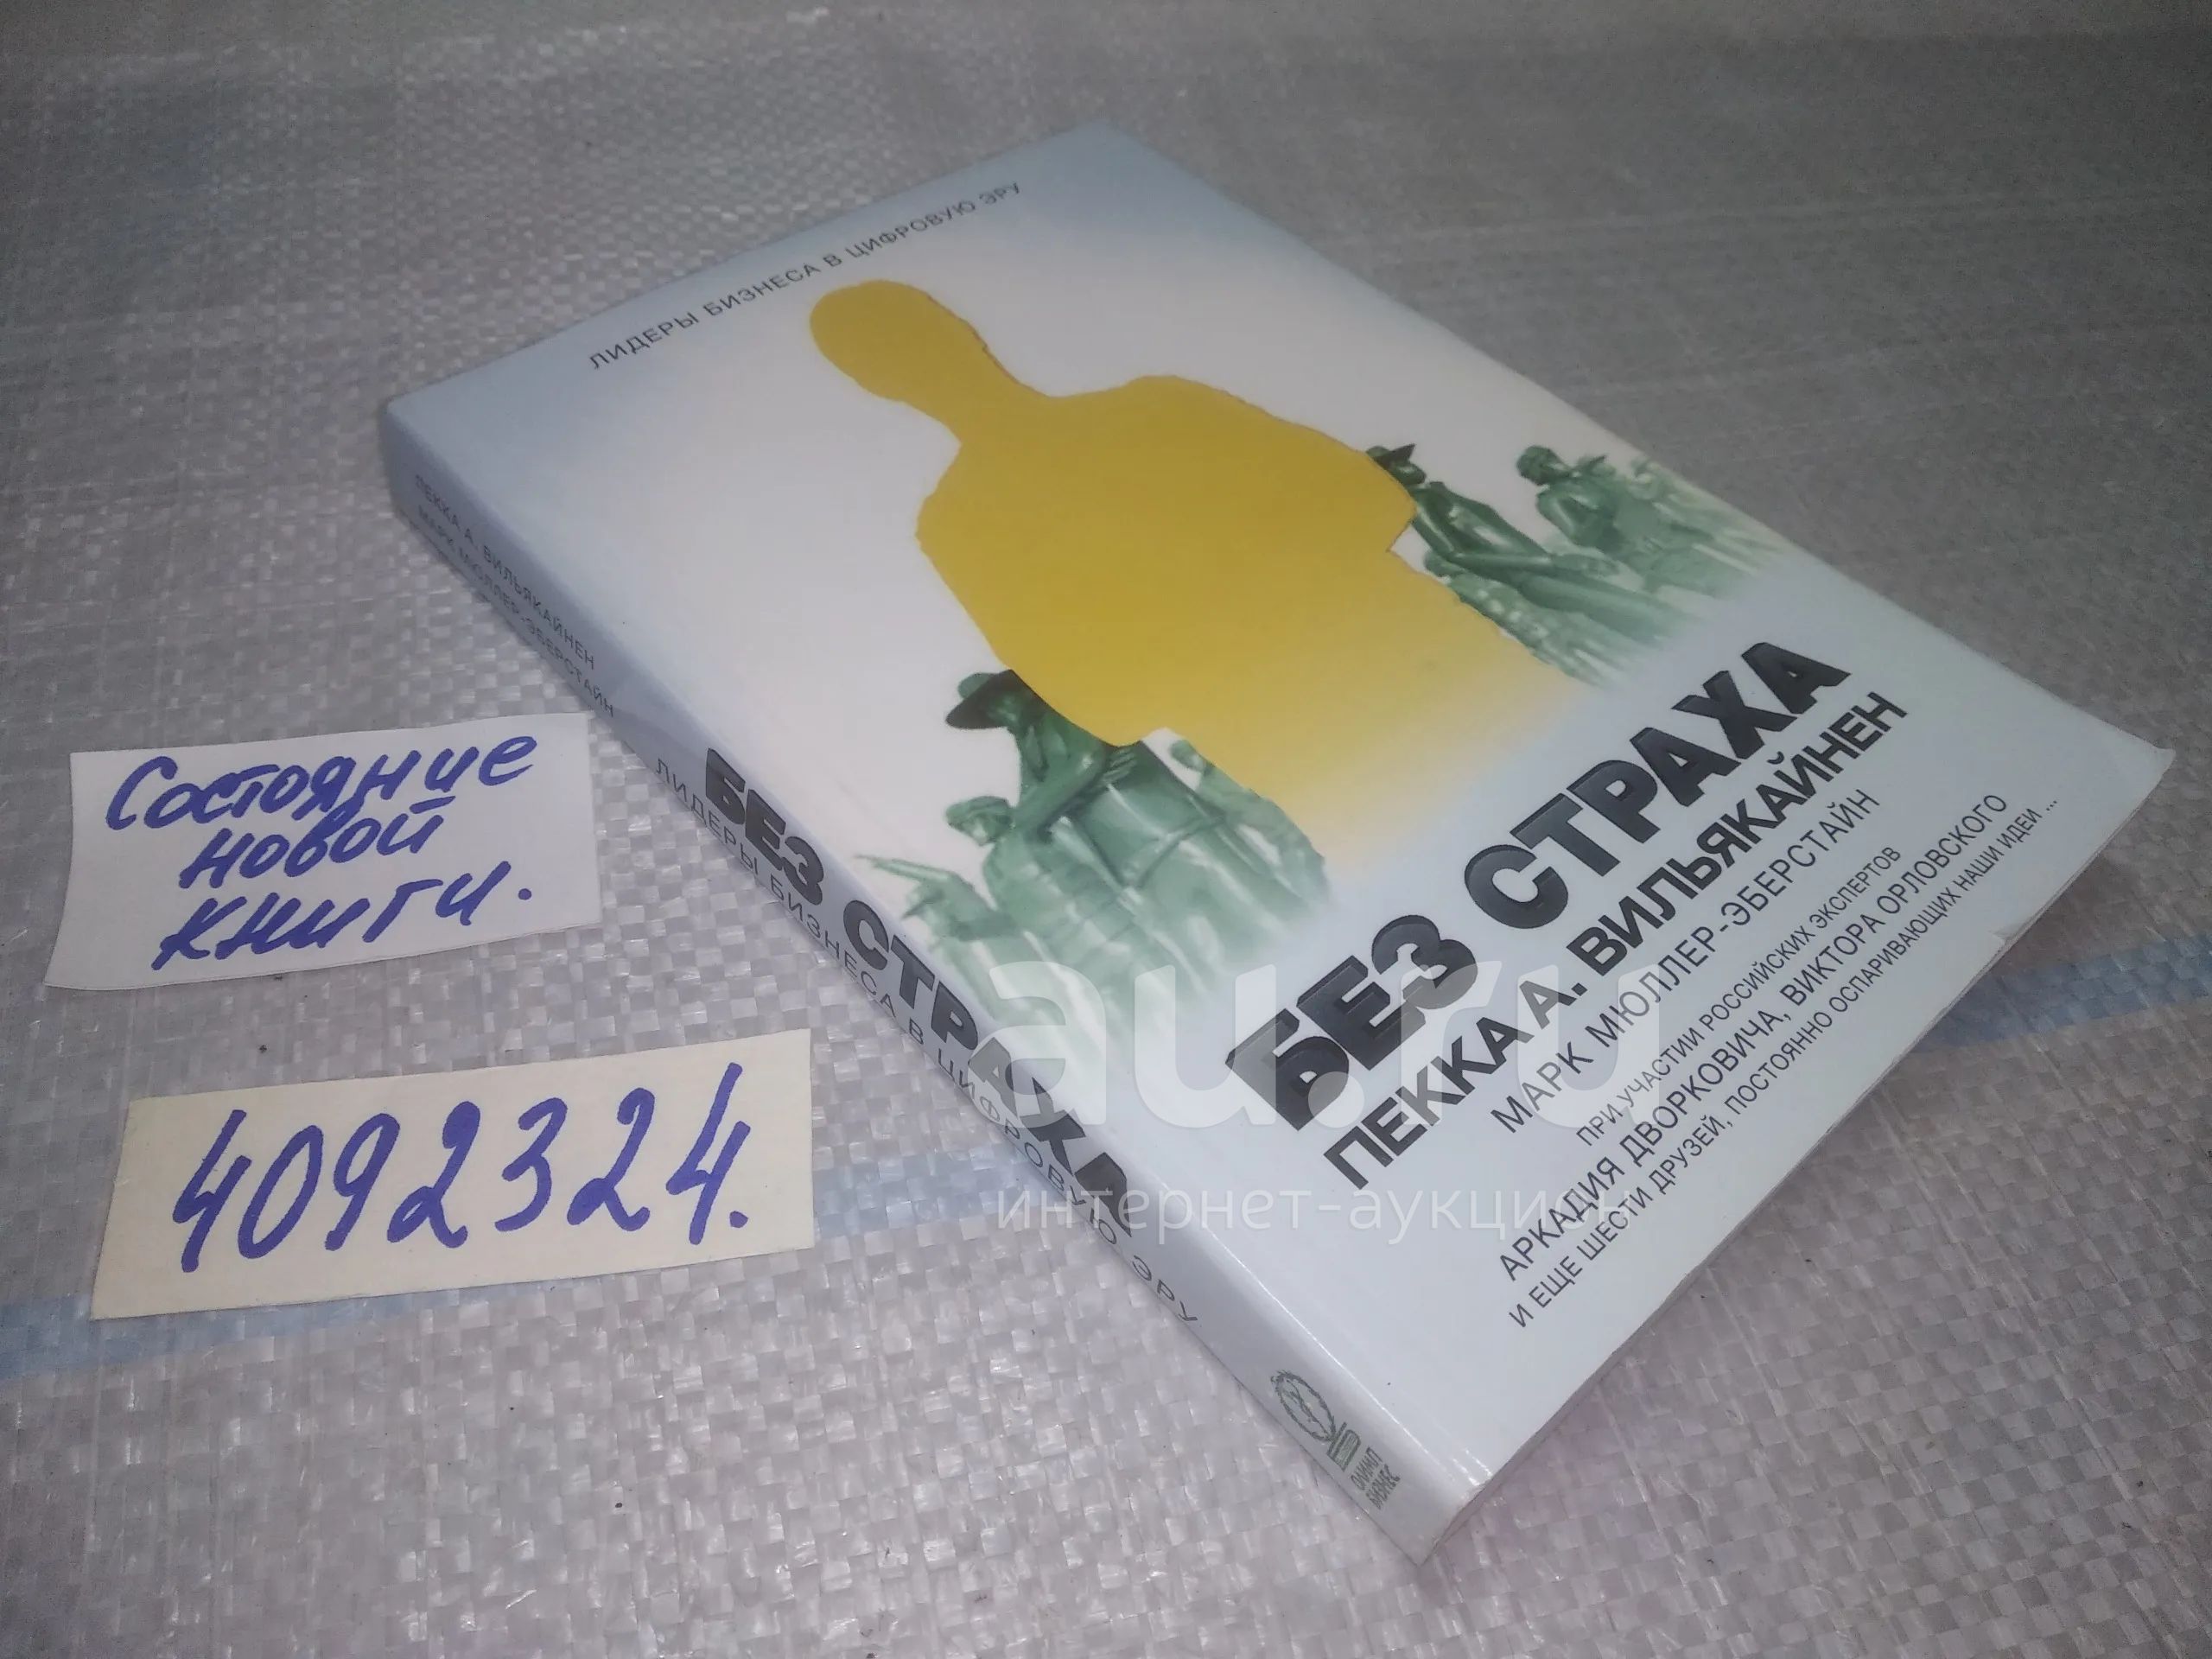 ЛИДЕРЫ БИЗНЕСА В ЦИФРОВУЮ ЭРУ
БЕЗ СТРАХА
ПЕККА А. ВИЛЬЯКАЙНЕН
МАРК МЮЛЛЕР-ЭБЕРСТАЙН
ПРИ УЧАСТИИ РОССИЙСКИХ ЭКСПЕРТОВ
АРКАДИЯ ДВОРКОВИЧА, ВИКТОРА ОРЛОВСКОГО
И ЕЩЕ ШЕСТИ ДРУЗЕЙ, ПОСТОЯННО ОСПАРИВАЮЩИХ НАШИ ИДЕИ ...
ПЕККА А. ВИЛЬЯКАЙНЕН
МАРК МЮЛЛЕР-ЭБЕРСТАЙН
БЕЗ СТРАХА
ЛИДЕРЫ БИЗНЕСА В ЦИФРОВУЮ ЭРУ
ОЛИМП
БИЗНЕС
Состояние
новой
книги.
4092324.
au.ru
интернет-аукцион